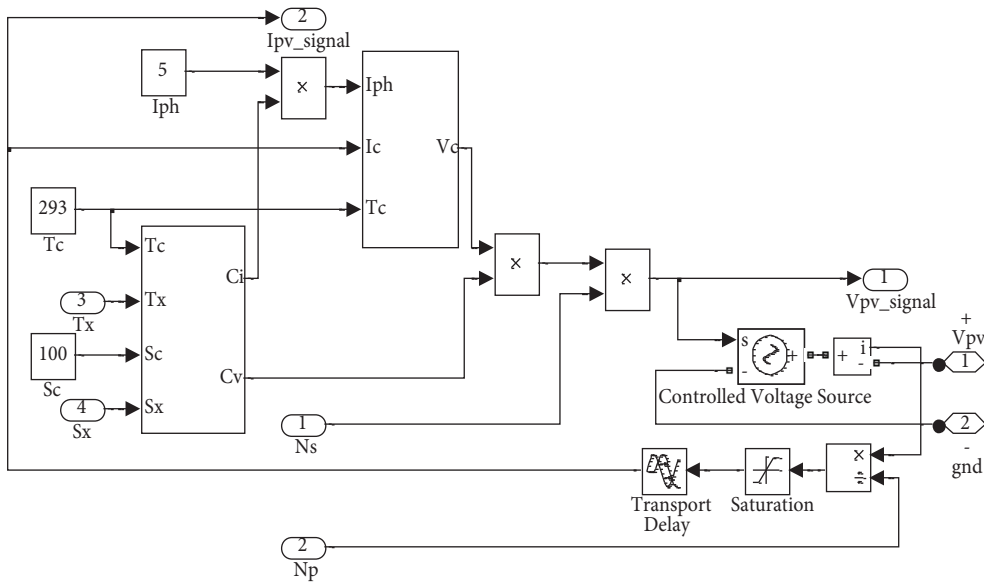 2
Ipv_signal
5
Iph
×
Iph
Ic
Vc
Tc
293
Tc
Tc
Ci
3
Tx
Tx
100
Sc
Sc
Cv
4
Sx
Sx
×
×
1
Vpv_signal
+
Vpv
1
s
+
-
+
i
-
Controlled Voltage Source
1
Ns
2
-
gnd
×
÷
Transport
Delay
Saturation
2
Np